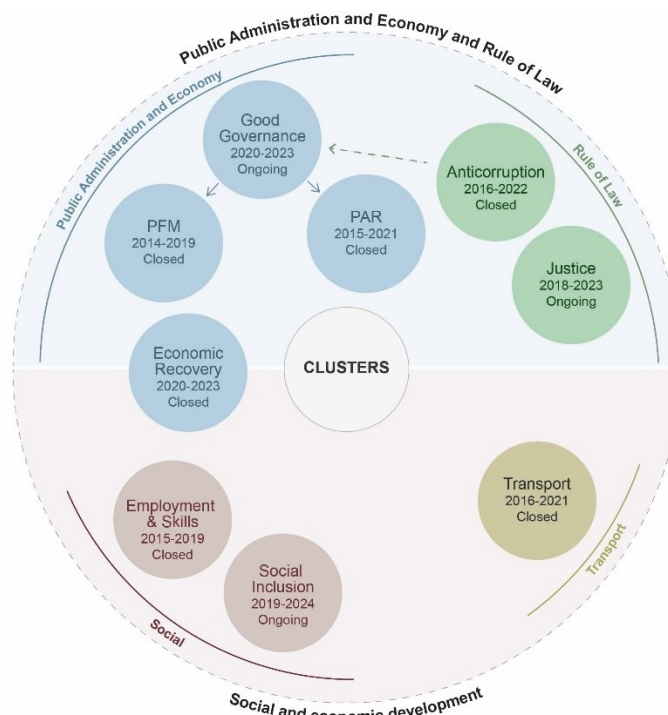 Public Administration and Economy and Rule of Law
Public Administration and Economy
Good
Governance
2020-2023
Ongoing
Rule of Law
Anticorruption
2016-2022
Closed
PFM
2014-2019
Closed
PAR
2015-2021
Closed
Justice
2018-2023
Ongoing
Economic
Recovery
2020-2023
Closed
CLUSTERS
Transport
2016-2021
Closed
Transport
Employment
& Skills
2015-2019
Closed
Social
Inclusion
2019-2024
Ongoing
Social
Social and economic development